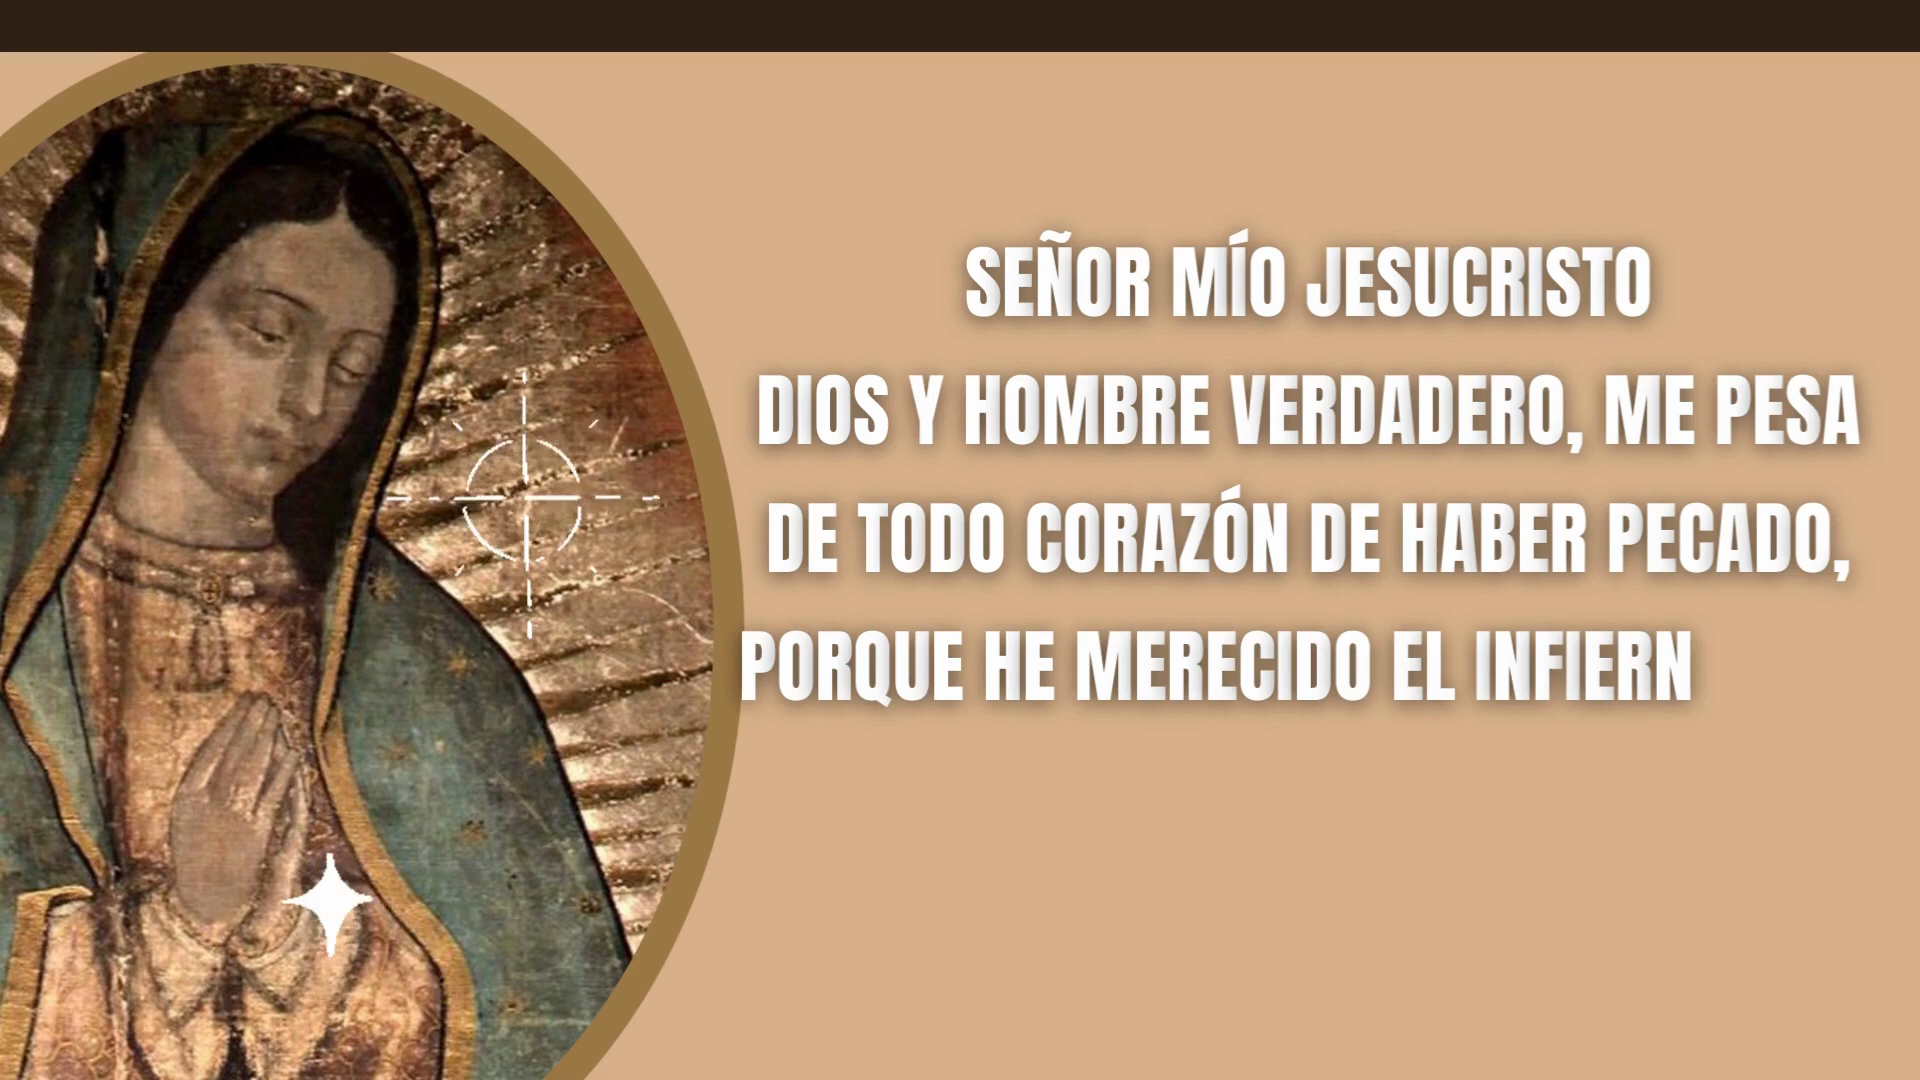 SEÑOR MÍO JESUCRISTO
DIOS Y HOMBRE VERDADERO, ME PESA
DE TODO CORAZÓN DE HABER PECADO,
PORQUE HE MERECIDO EL INFIERN